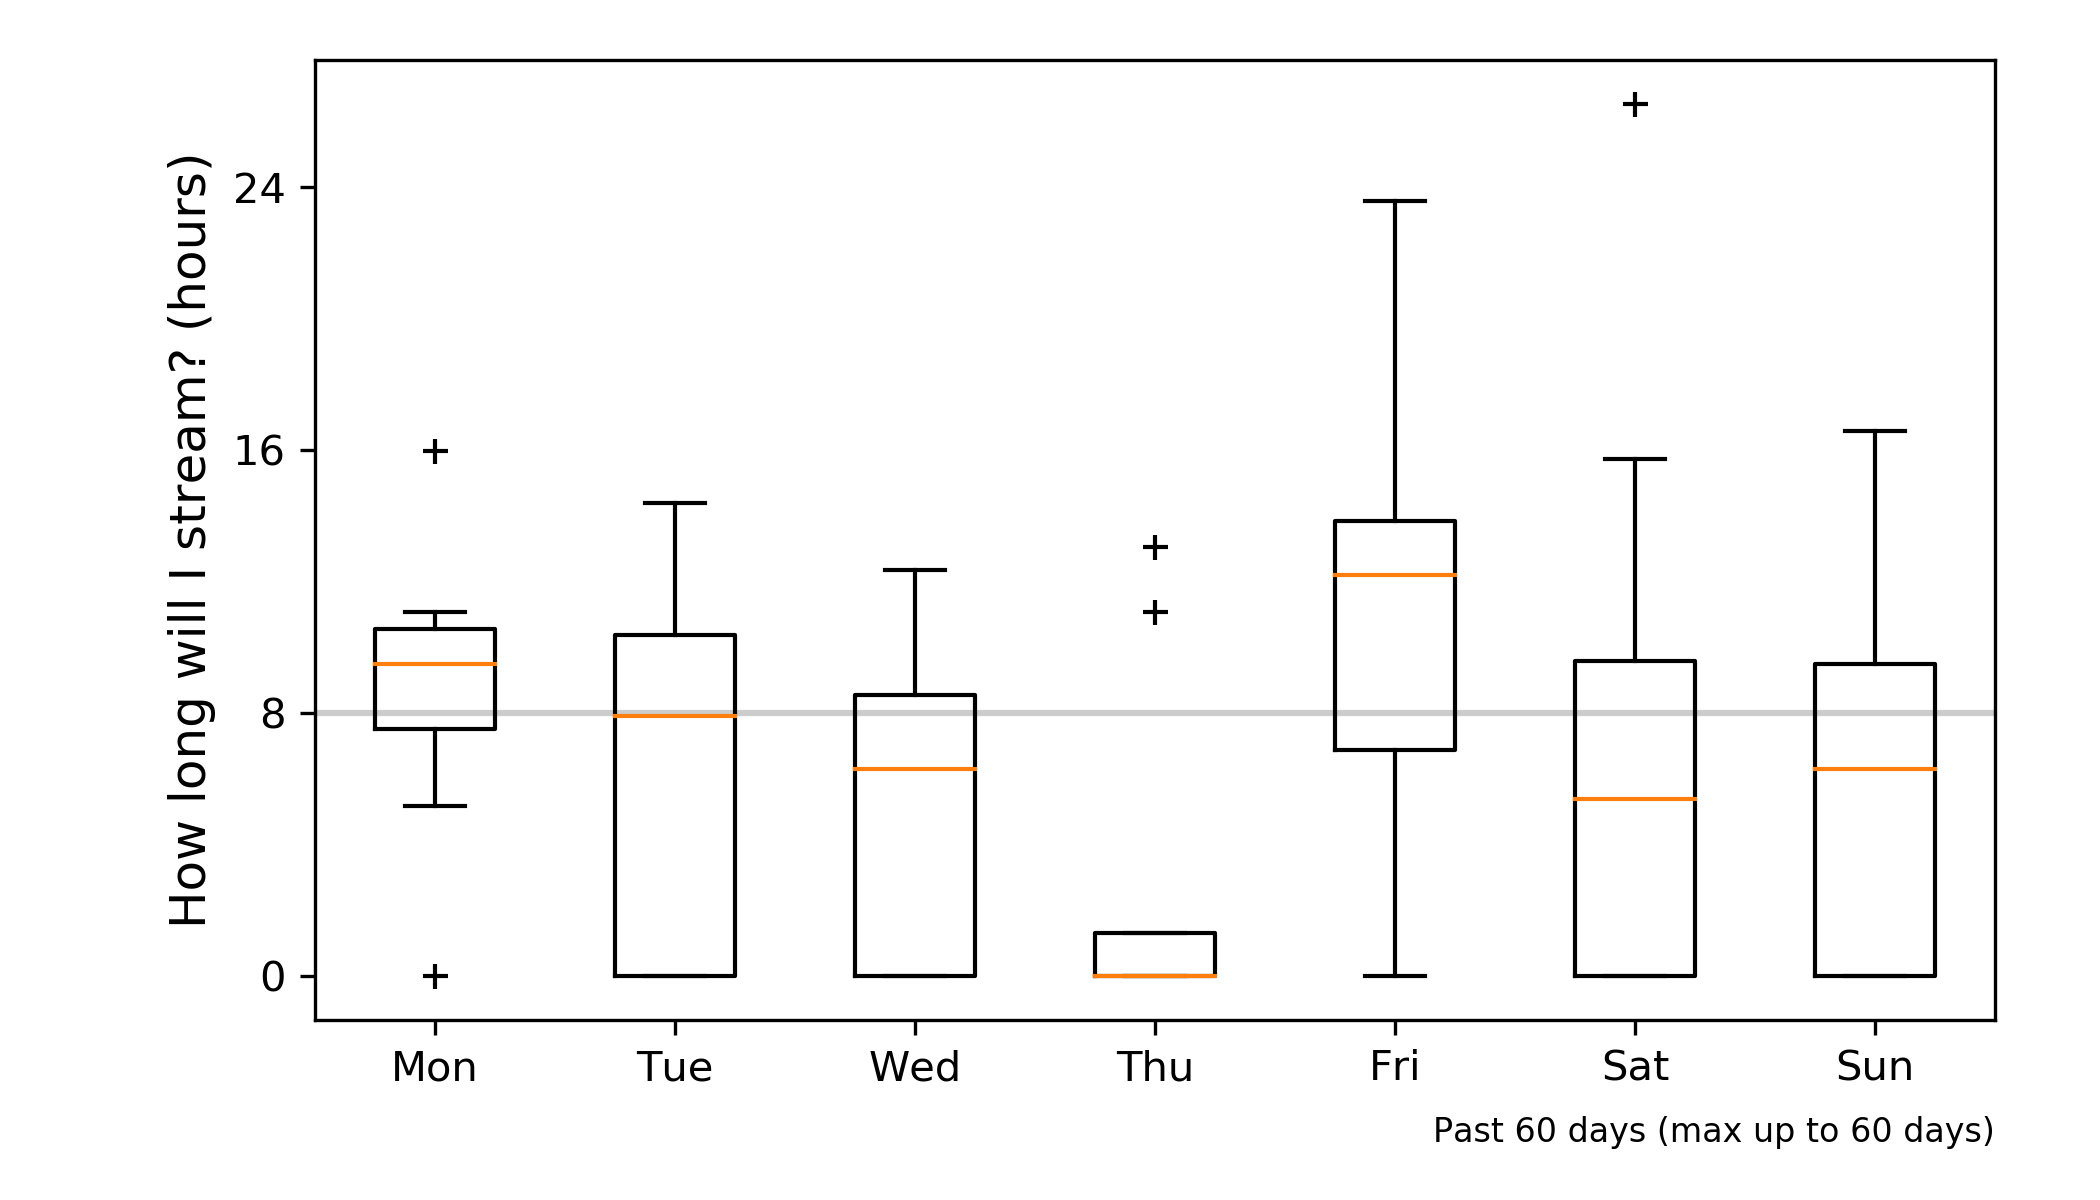 How long will I stream? (hours)
24
16
8
0
Mon Tue Wed Thu Fri Sat Sun
Past 60 days (max up to 60 days)